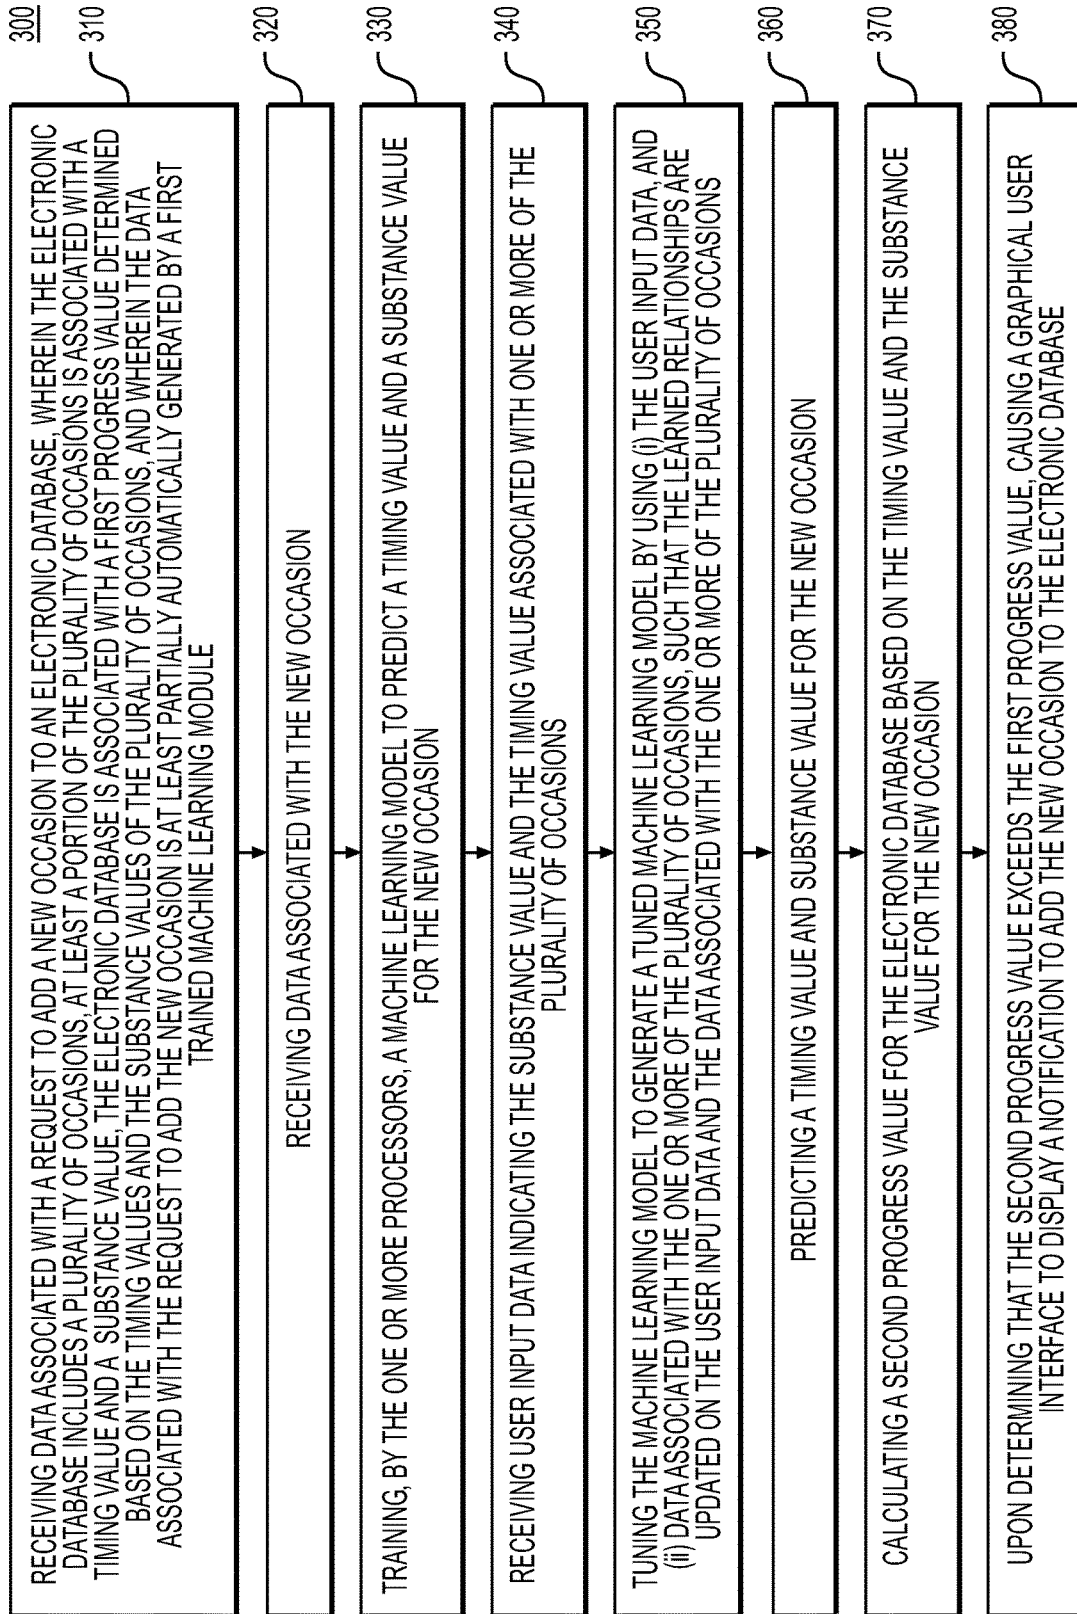 300
310
RECEIVING DATA ASSOCIATED WITH A REQUEST TO ADD A NEW OCCASION TO AN ELECTRONIC DATABASE, WHEREIN THE ELECTRONIC
DATABASE INCLUDES A PLURALITY OF OCCASIONS, AT LEAST A PORTION OF THE PLURALITY OF OCCASIONS IS ASSOCIATED WITH A
TIMING VALUE AND A SUBSTANCE VALUE, THE ELECTRONIC DATABASE IS ASSOCIATED WITH A FIRST PROGRESS VALUE DETERMINED
BASED ON THE TIMING VALUES AND THE SUBSTANCE VALUES OF THE PLURALITY OF OCCASIONS, AND WHEREIN THE DATA
ASSOCIATED WITH THE REQUEST TO ADD THE NEW OCCASION IS AT LEAST PARTIALLY AUTOMATICALLY GENERATED BY A FIRST
TRAINED MACHINE LEARNING MODULE
320
RECEIVING DATA ASSOCIATED WITH THE NEW OCCASION
330
TRAINING, BY THE ONE OR MORE PROCESSORS, A MACHINE LEARNING MODEL TO PREDICT A TIMING VALUE AND A SUBSTANCE VALUE
FOR THE NEW OCCASION
340
RECEIVING USER INPUT DATA INDICATING THE SUBSTANCE VALUE AND THE TIMING VALUE ASSOCIATED WITH ONE OR MORE OF THE
PLURALITY OF OCCASIONS
350
TUNING THE MACHINE LEARNING MODEL TO GENERATE A TUNED MACHINE LEARNING MODEL BY USING (i) THE USER INPUT DATA, AND
(ii) DATA ASSOCIATED WITH THE ONE OR MORE OF THE PLURALITY OF OCCASIONS, SUCH THAT THE LEARNED RELATIONSHIPS ARE
UPDATED ON THE USER INPUT DATA AND THE DATA ASSOCIATED WITH THE ONE OR MORE OF THE PLURALITY OF OCCASIONS
360
PREDICTING A TIMING VALUE AND SUBSTANCE VALUE FOR THE NEW OCCASION
370
CALCULATING A SECOND PROGRESS VALUE FOR THE ELECTRONIC DATABASE BASED ON THE TIMING VALUE AND THE SUBSTANCE
VALUE FOR THE NEW OCCASION
380
UPON DETERMINING THAT THE SECOND PROGRESS VALUE EXCEEDS THE FIRST PROGRESS VALUE, CAUSING A GRAPHICAL USER
INTERFACE TO DISPLAY A NOTIFICATION TO ADD THE NEW OCCASION TO THE ELECTRONIC DATABASE